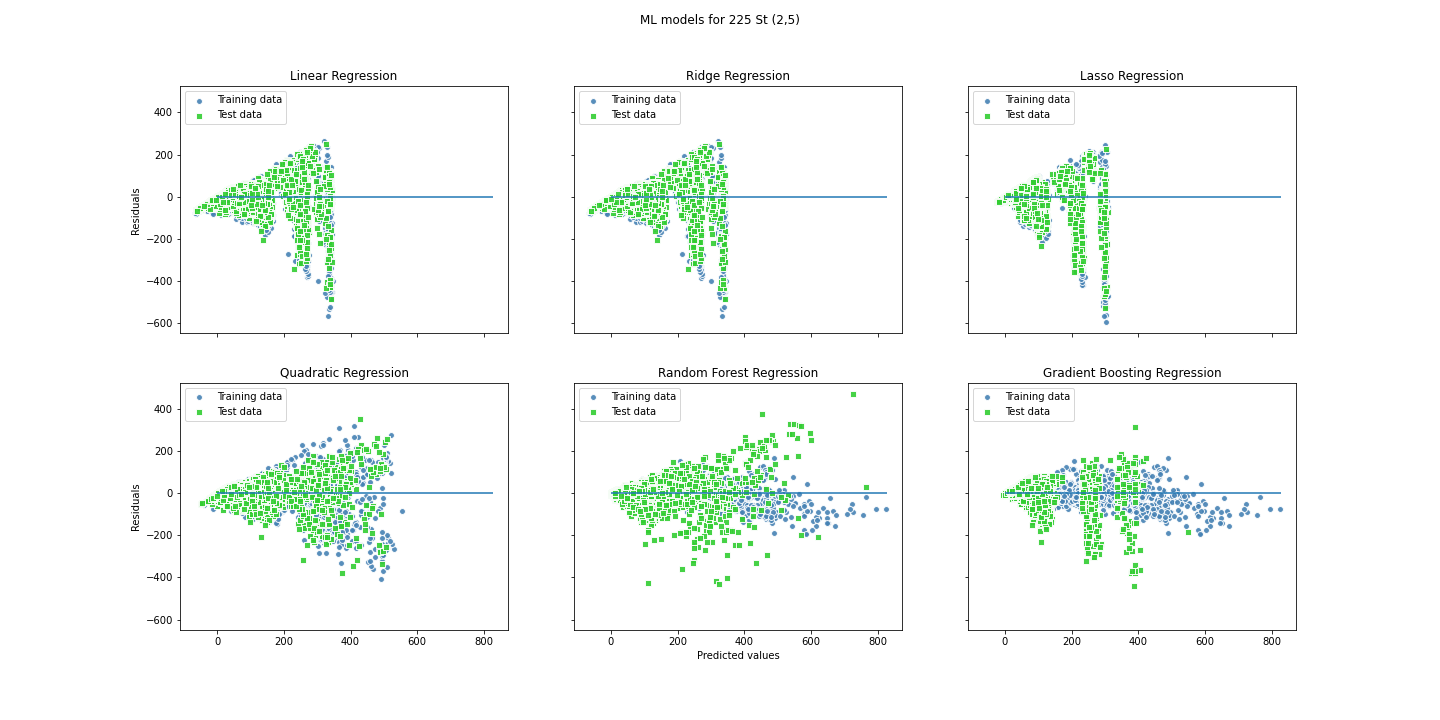 ML models for 225 St (2,5)
Linear Regression
Training data
Test data
400
200
0
−200
−400
−600
Residuals
Ridge Regression
Training data
Test data
Lasso Regression
Training data
Test data
Quadratic Regression
Training data
Test data
400
200
0
−200
−400
−600
Residuals
0 200 400 600 800
Random Forest Regression
Training data
Test data
0 200 400 600 800
Predicted values
Gradient Boosting Regression
Training data
Test data
0 200 400 600 800